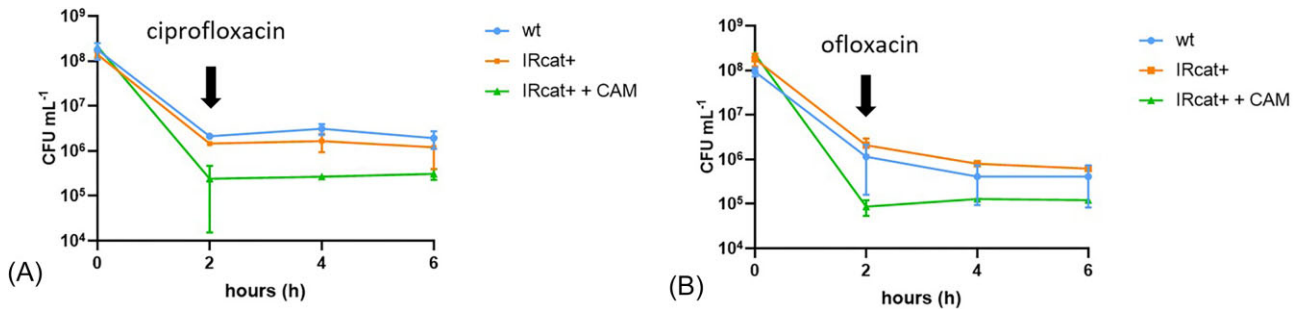 ciprofloxacin
wt
IRcat+
IRcat+ + CAM
CFU mL⁻¹
10⁹
10⁸
10⁷
10⁶
10⁵
10⁴
0
2
4
6
hours (h)
(A)
ofloxacin
wt
IRcat+
IRcat+ + CAM
CFU mL⁻¹
10⁹
10⁸
10⁷
10⁶
10⁵
10⁴
0
2
4
6
hours (h)
(B)